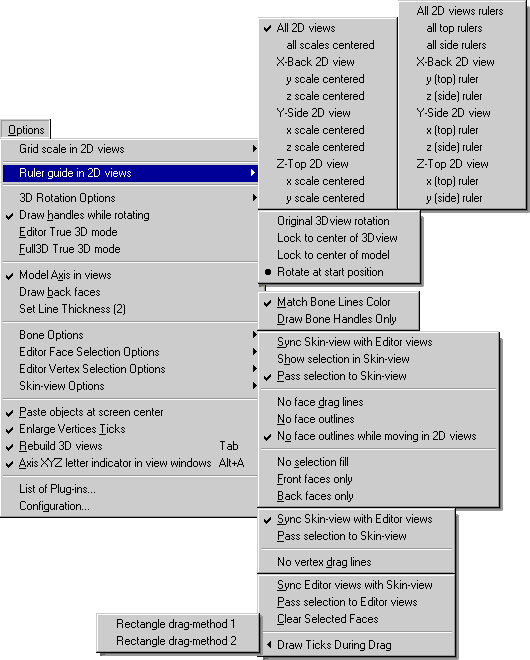 Options
Grid scale in 2D views
Ruler guide in 2D views
3D Rotation Options
Draw handles while rotating
Editor True 3D mode
Full3D True 3D mode
Model Axis in views
Draw back faces
Set Line Thickness (2)
Bone Options
Editor Face Selection Options
Editor Vertex Selection Options
Skin-view Options
Paste objects at screen center
Enlarge Vertices Ticks
Rebuild 3D views Tab
Axis XYZ letter indicator in view windows Alt+A
List of Plug-ins...
Configuration...
All 2D views
all scales centered
X-Back 2D view
y scale centered
z scale centered
Y-Side 2D view
x scale centered
z scale centered
Z-Top 2D view
x scale centered
y scale centered
All 2D views rulers
all top rulers
all side rulers
X-Back 2D view
y (top) ruler
z (side) ruler
Y-Side 2D view
x (top) ruler
z (side) ruler
Z-Top 2D view
x (top) ruler
y (side) ruler
Original 3Dview rotation
Lock to center of 3Dview
Lock to center of model
Rotate at start position
Match Bone Lines Color
Draw Bone Handles Only
Sync Skin-view with Editor views
Show selection in Skin-view
Pass selection to Skin-view
No face drag lines
No face outlines
No face outlines while moving in 2D views
No selection fill
Front faces only
Back faces only
Sync Skin-view with Editor views
Pass selection to Skin-view
No vertex drag lines
Sync Editor views with Skin-view
Pass selection to Editor views
Clear Selected Faces
Draw Ticks During Drag
Rectangle drag-method 1
Rectangle drag-method 2